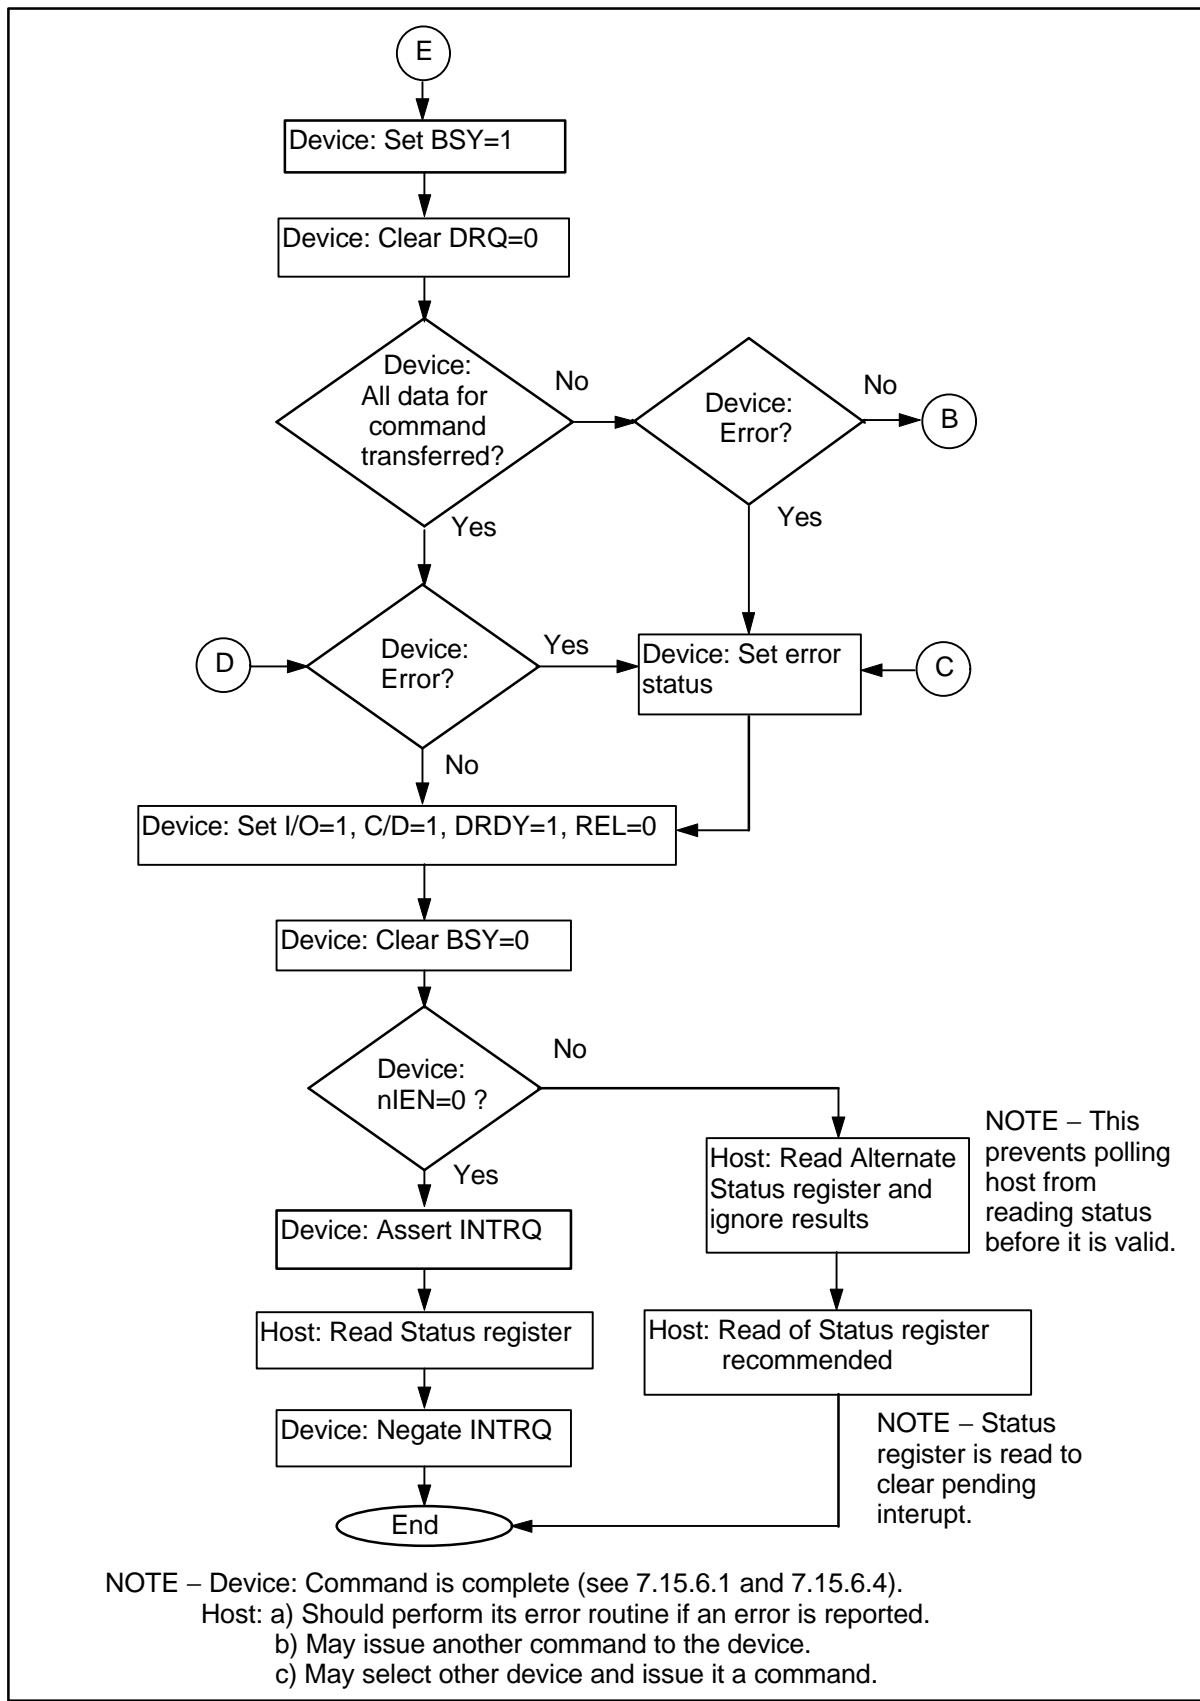 E
Device: Set BSY=1
Device: Clear DRQ=0
Device:
All data for
command
transferred?
No
Device:
Error?
No
B
Yes
Yes
D
Device:
Error?
Yes
Device: Set error
status
C
No
Device: Set I/O=1, C/D=1, DRDY=1, REL=0
Device: Clear BSY=0
Device:
nIEN=0 ?
No
Yes
Host: Read Alternate
Status register and
ignore results
NOTE – This
prevents polling
host from
reading status
before it is valid.
Device: Assert INTRQ
Host: Read Status register
Host: Read of Status register
recommended
Device: Negate INTRQ
NOTE – Status
register is read to
clear pending
interupt.
End
NOTE – Device: Command is complete (see 7.15.6.1 and 7.15.6.4).
Host: a) Should perform its error routine if an error is reported.
b) May issue another command to the device.
c) May select other device and issue it a command.